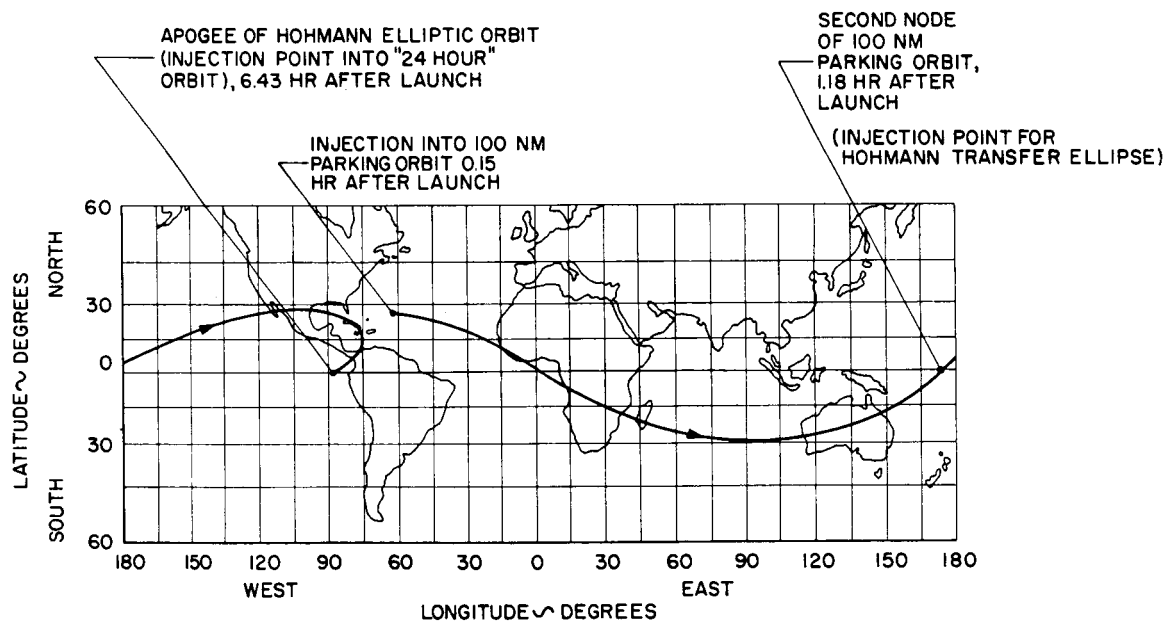 APOGEE OF HOHMANN ELLIPTIC ORBIT
(INJECTION POINT INTO "24 HOUR"
ORBIT), 6.43 HR AFTER LAUNCH
INJECTION INTO 100 NM
PARKING ORBIT 0.15
HR AFTER LAUNCH
SECOND NODE
OF 100 NM
PARKING ORBIT,
1.18 HR AFTER
LAUNCH
(INJECTION POINT FOR
HOHMANN TRANSFER ELLIPSE)
LATITUDE ~ DEGREES
NORTH
SOUTH
60
30
0
30
60
180 150 120 90 60 30 0 30 60 90 120 150 180
WEST EAST
LONGITUDE ~ DEGREES